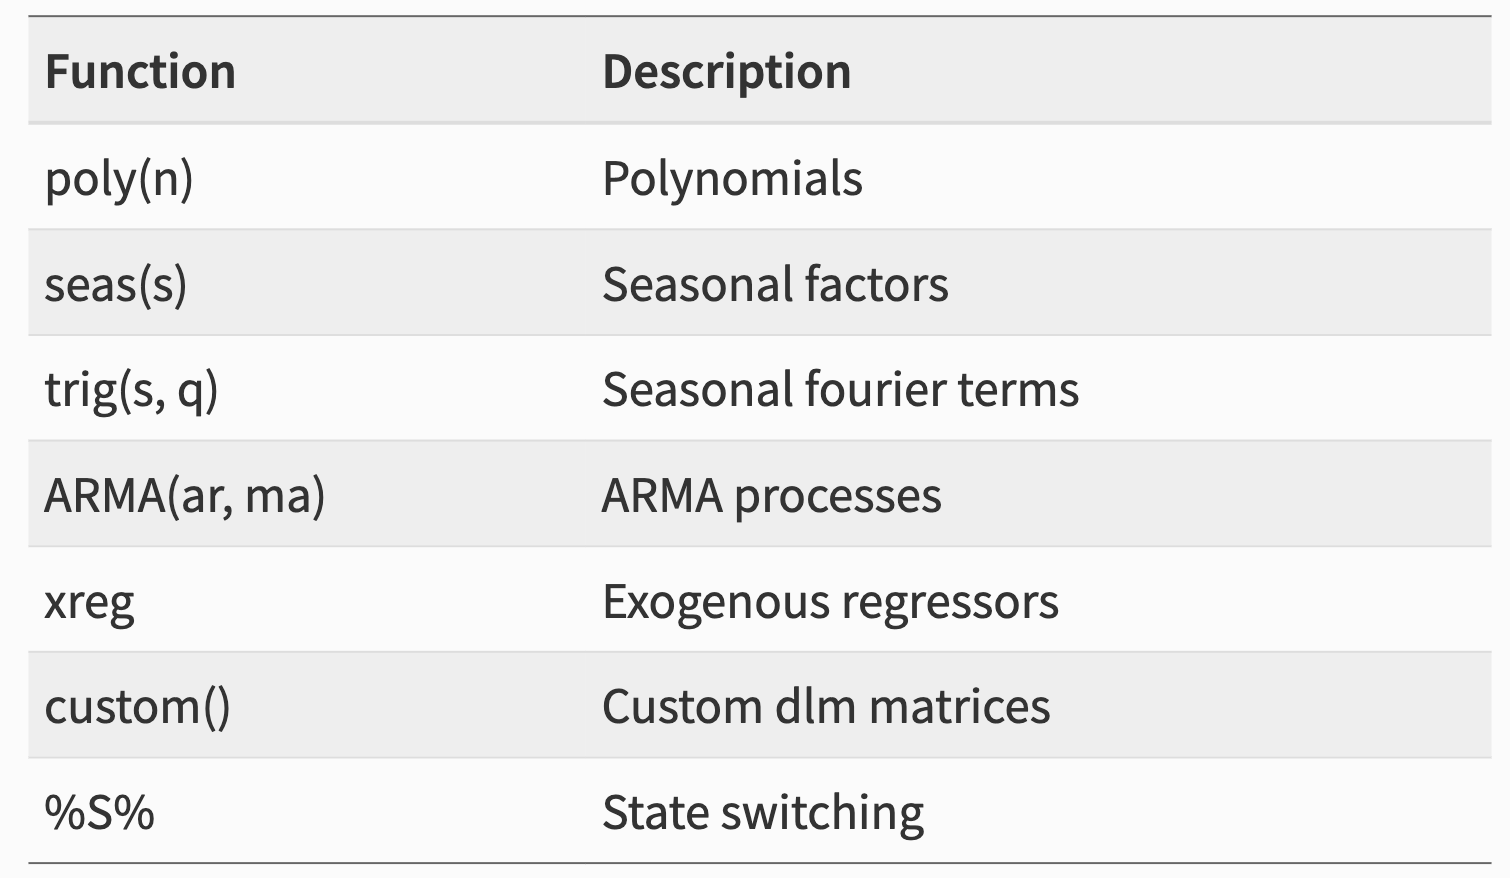 Function Description
poly(n) Polynomials
seas(s) Seasonal factors
trig(s, q) Seasonal fourier terms
ARMA(ar, ma) ARMA processes
xreg Exogenous regressors
custom() Custom dlm matrices
%S% State switching